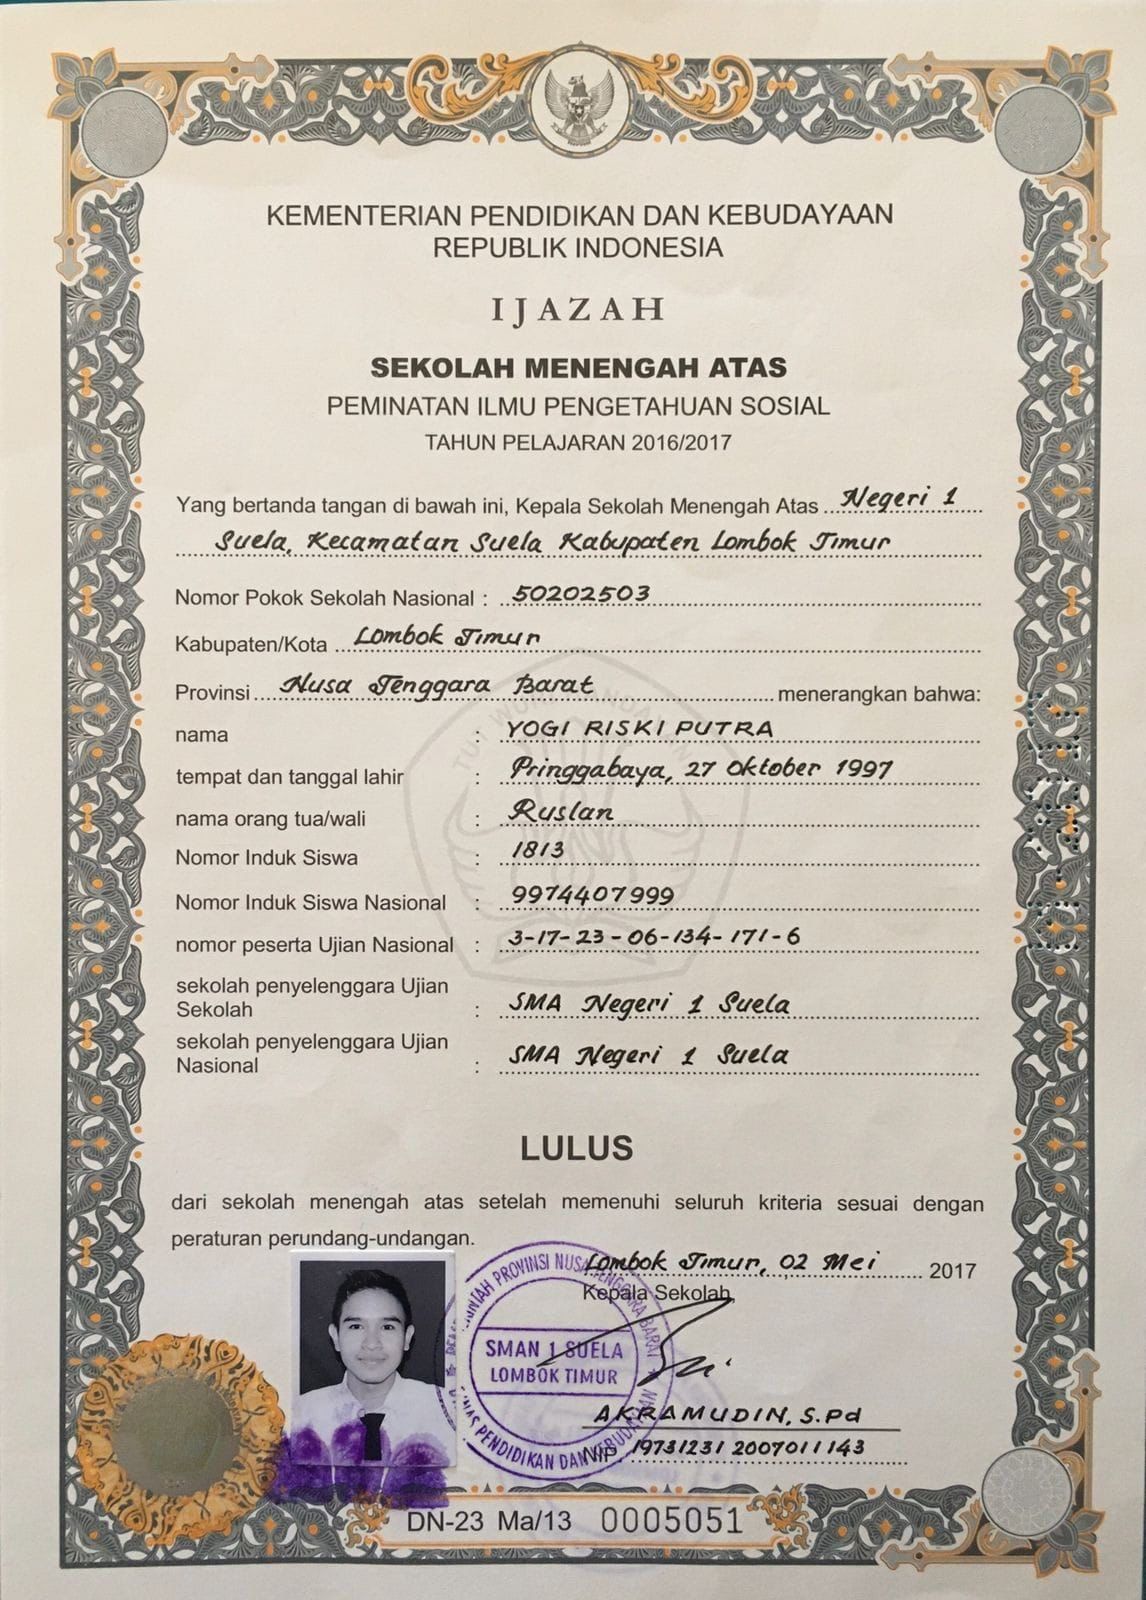 KEMENTERIAN PENDIDIKAN DAN KEBUDAYAAN
REPUBLIK INDONESIA
IJAZAH
SEKOLAH MENENGAH ATAS
PEMINATAN ILMU PENGETAHUAN SOSIAL
TAHUN PELAJARAN 2016/2017
Yang bertanda tangan di bawah ini, Kepala Sekolah Menengah Atas Negeri 1
Suela, Kecamatan Suela Kabupaten Lombok Timur
Nomor Pokok Sekolah Nasional : 50202503
Kabupaten/Kota Lombok Timur
Provinsi Nusa Tenggara Barat menerangkan bahwa:
nama : YOGI RISKI PUTRA
tempat dan tanggal lahir : Pringgabaya, 27 Oktober 1997
nama orang tua/wali : Ruslan
Nomor Induk Siswa : 1813
Nomor Induk Siswa Nasional : 9974407999
nomor peserta Ujian Nasional : 3-17-23-06-134-171-6
sekolah penyelenggara Ujian
Sekolah : SMA Negeri 1 Suela
sekolah penyelenggara Ujian
Nasional : SMA Negeri 1 Suela
LULUS
dari sekolah menengah atas setelah memenuhi seluruh kriteria sesuai dengan
peraturan perundang-undangan.
Lombok Timur, 02 Mei 2017
Kepala Sekolah
SMAN 1 SUELA
LOMBOK TIMUR
AKRAMUDIN, S.Pd
NIP. 19731231 2007011143
DN-23 Ma/13 0005051